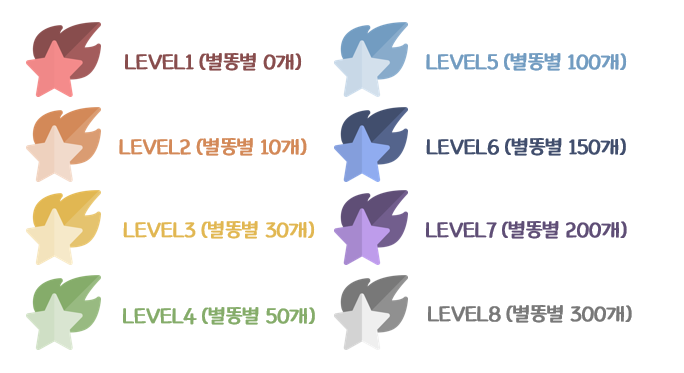 LEVEL1 (별똥별 0개)
LEVEL2 (별똥별 10개)
LEVEL3 (별똥별 30개)
LEVEL4 (별똥별 50개)
LEVEL5 (별똥별 100개)
LEVEL6 (별똥별 150개)
LEVEL7 (별똥별 200개)
LEVEL8 (별똥별 300개)